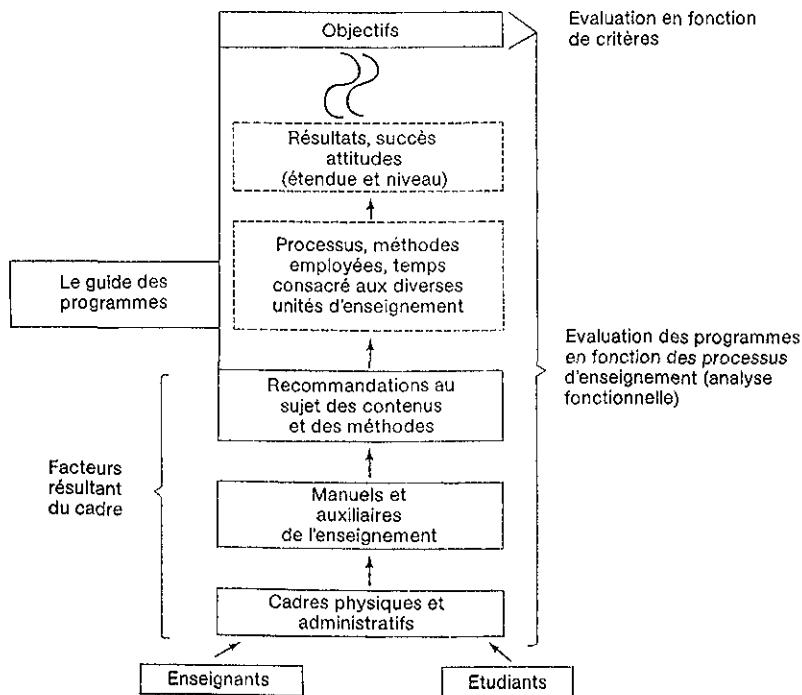 Objectifs
Evaluation en fonction
de critères
Résultats, succès
attitudes
(étendue et niveau)
Processus, méthodes
employées, temps
consacré aux diverses
unités d'enseignement
Le guide des
programmes
Evaluation des programmes
en fonction des processus
d'enseignement (analyse
fonctionnelle)
Recommandations au
sujet des contenus
et des méthodes
Facteurs
résultant
du cadre
Manuels et
auxiliaires
de l'enseignement
Cadres physiques et
administratifs
Enseignants
Etudiants